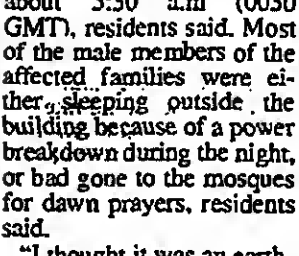 about 3:30 a.m (0030
GMT), residents said. Most
of the male members of the
affected families were ei-
ther sleeping outside the
building because of a power
breakdown during the night,
or had gone to the mosques
for dawn prayers, residents
said.
"I thought it was an earth-